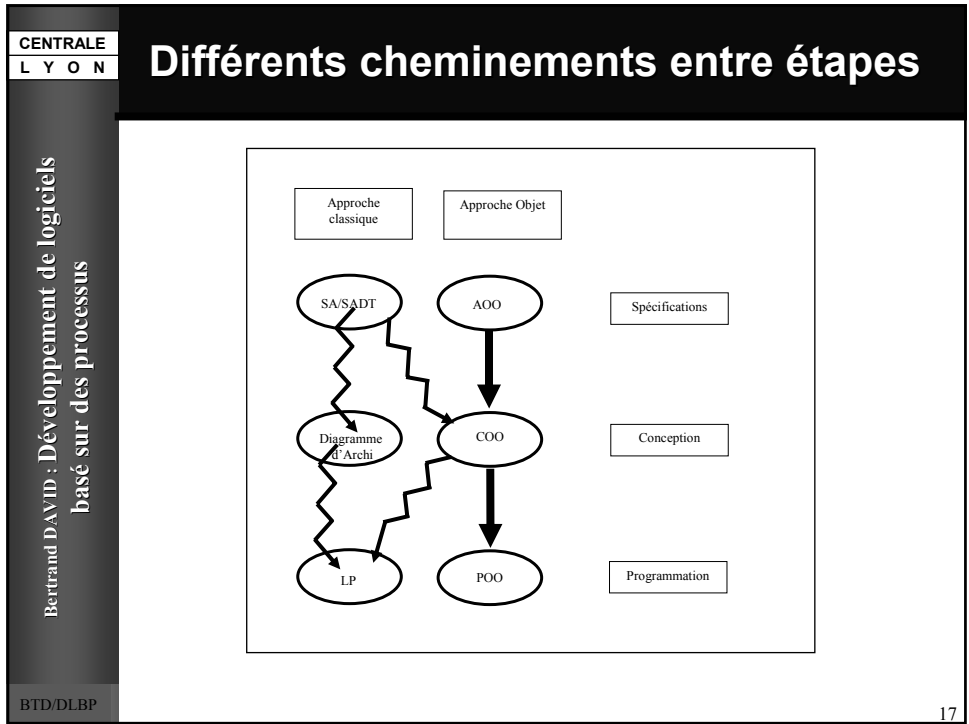 CENTRALE
L Y O N
Différents cheminements entre étapes
Bertrand DAVID : Développement de logiciels
basé sur des processus
Approche
classique
Approche Objet
SA/SADT
AOO
Spécifications
Diagramme
d'Archi
COO
Conception
LP
POO
Programmation
BTD/DLBP
17